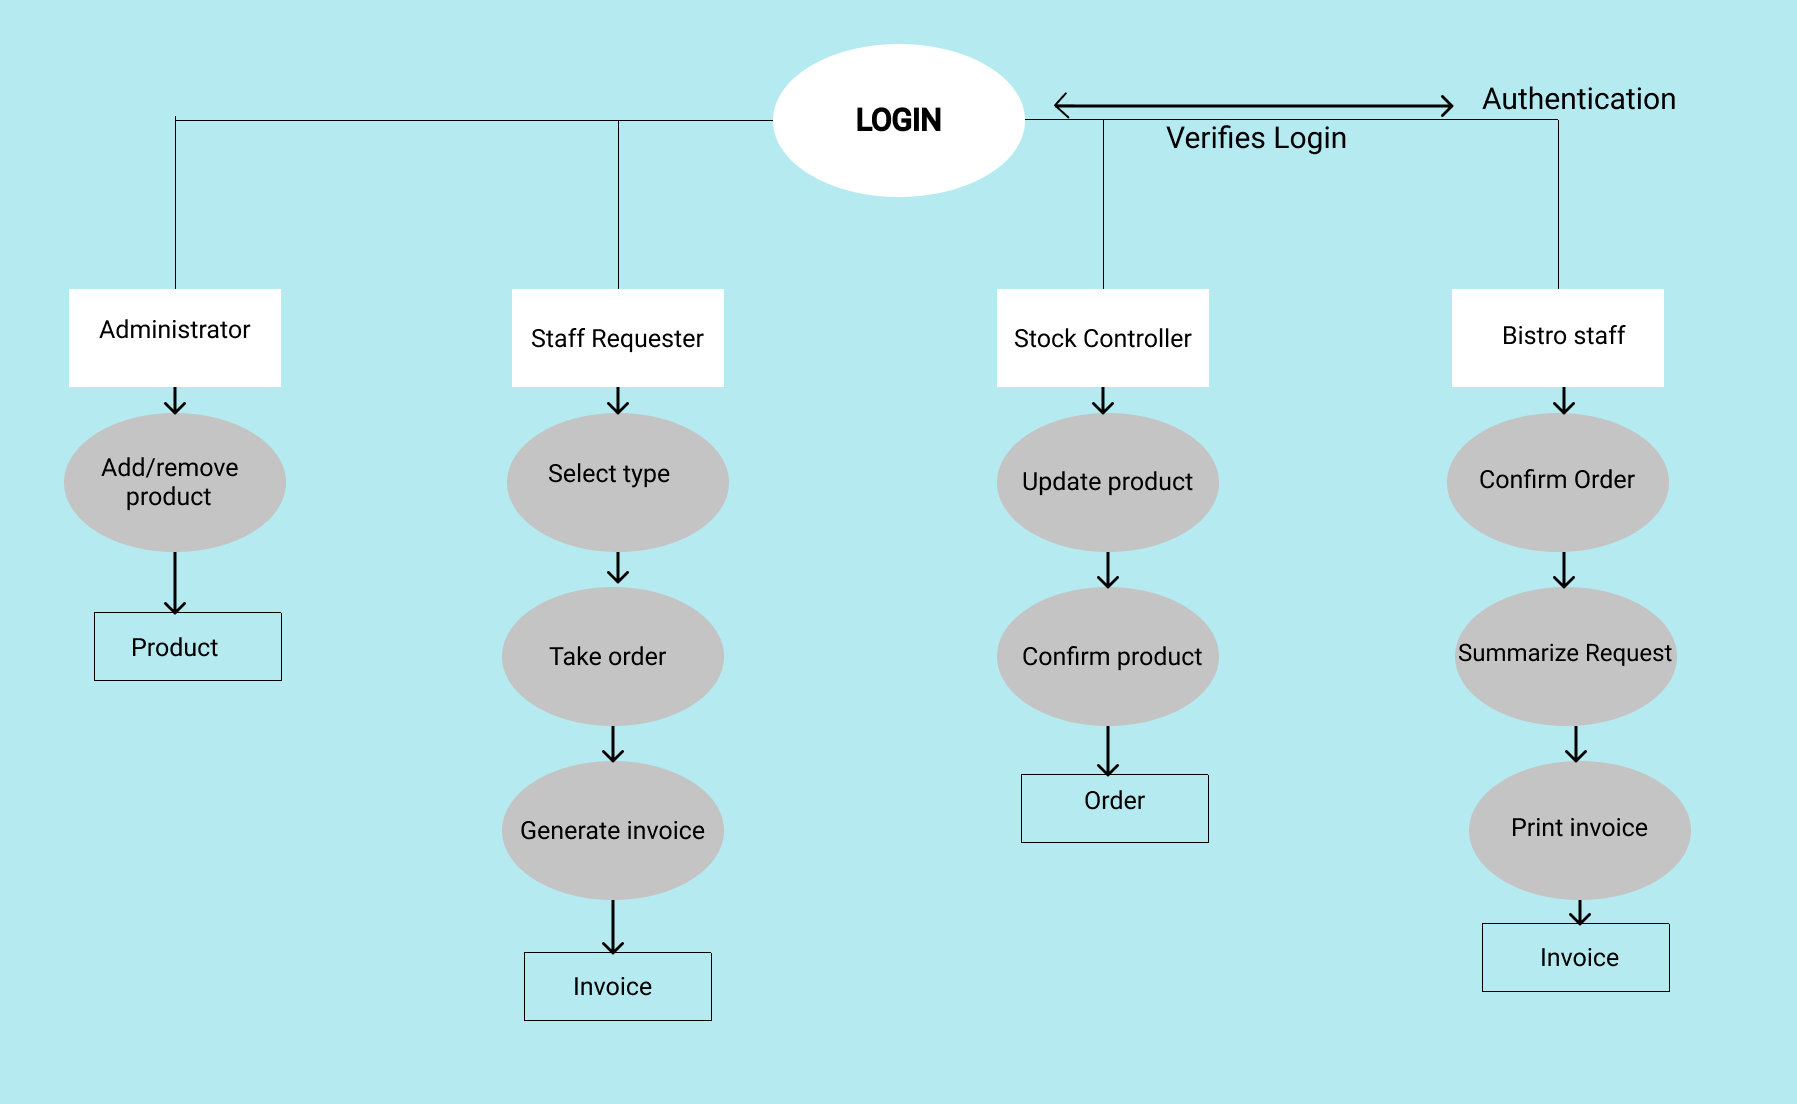 LOGIN
Authentication
Verifies Login
Administrator
Staff Requester
Stock Controller
Bistro staff
Add/remove
product
Select type
Update product
Confirm Order
Product
Take order
Confirm product
Summarize Request
Generate invoice
Order
Print invoice
Invoice
Invoice